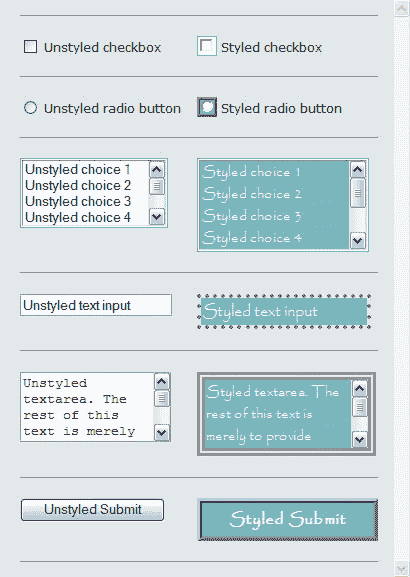 Unstyled checkbox
Styled checkbox
Unstyled radio button
Styled radio button
Unstyled choice 1
Unstyled choice 2
Unstyled choice 3
Unstyled choice 4
Styled choice 1
Styled choice 2
Styled choice 3
Styled choice 4
Unstyled text input
Styled text input
Unstyled
textarea. The
rest of this
text is merely
Styled textarea. The
rest of this text is
merely to provide
Unstyled Submit
Styled Submit